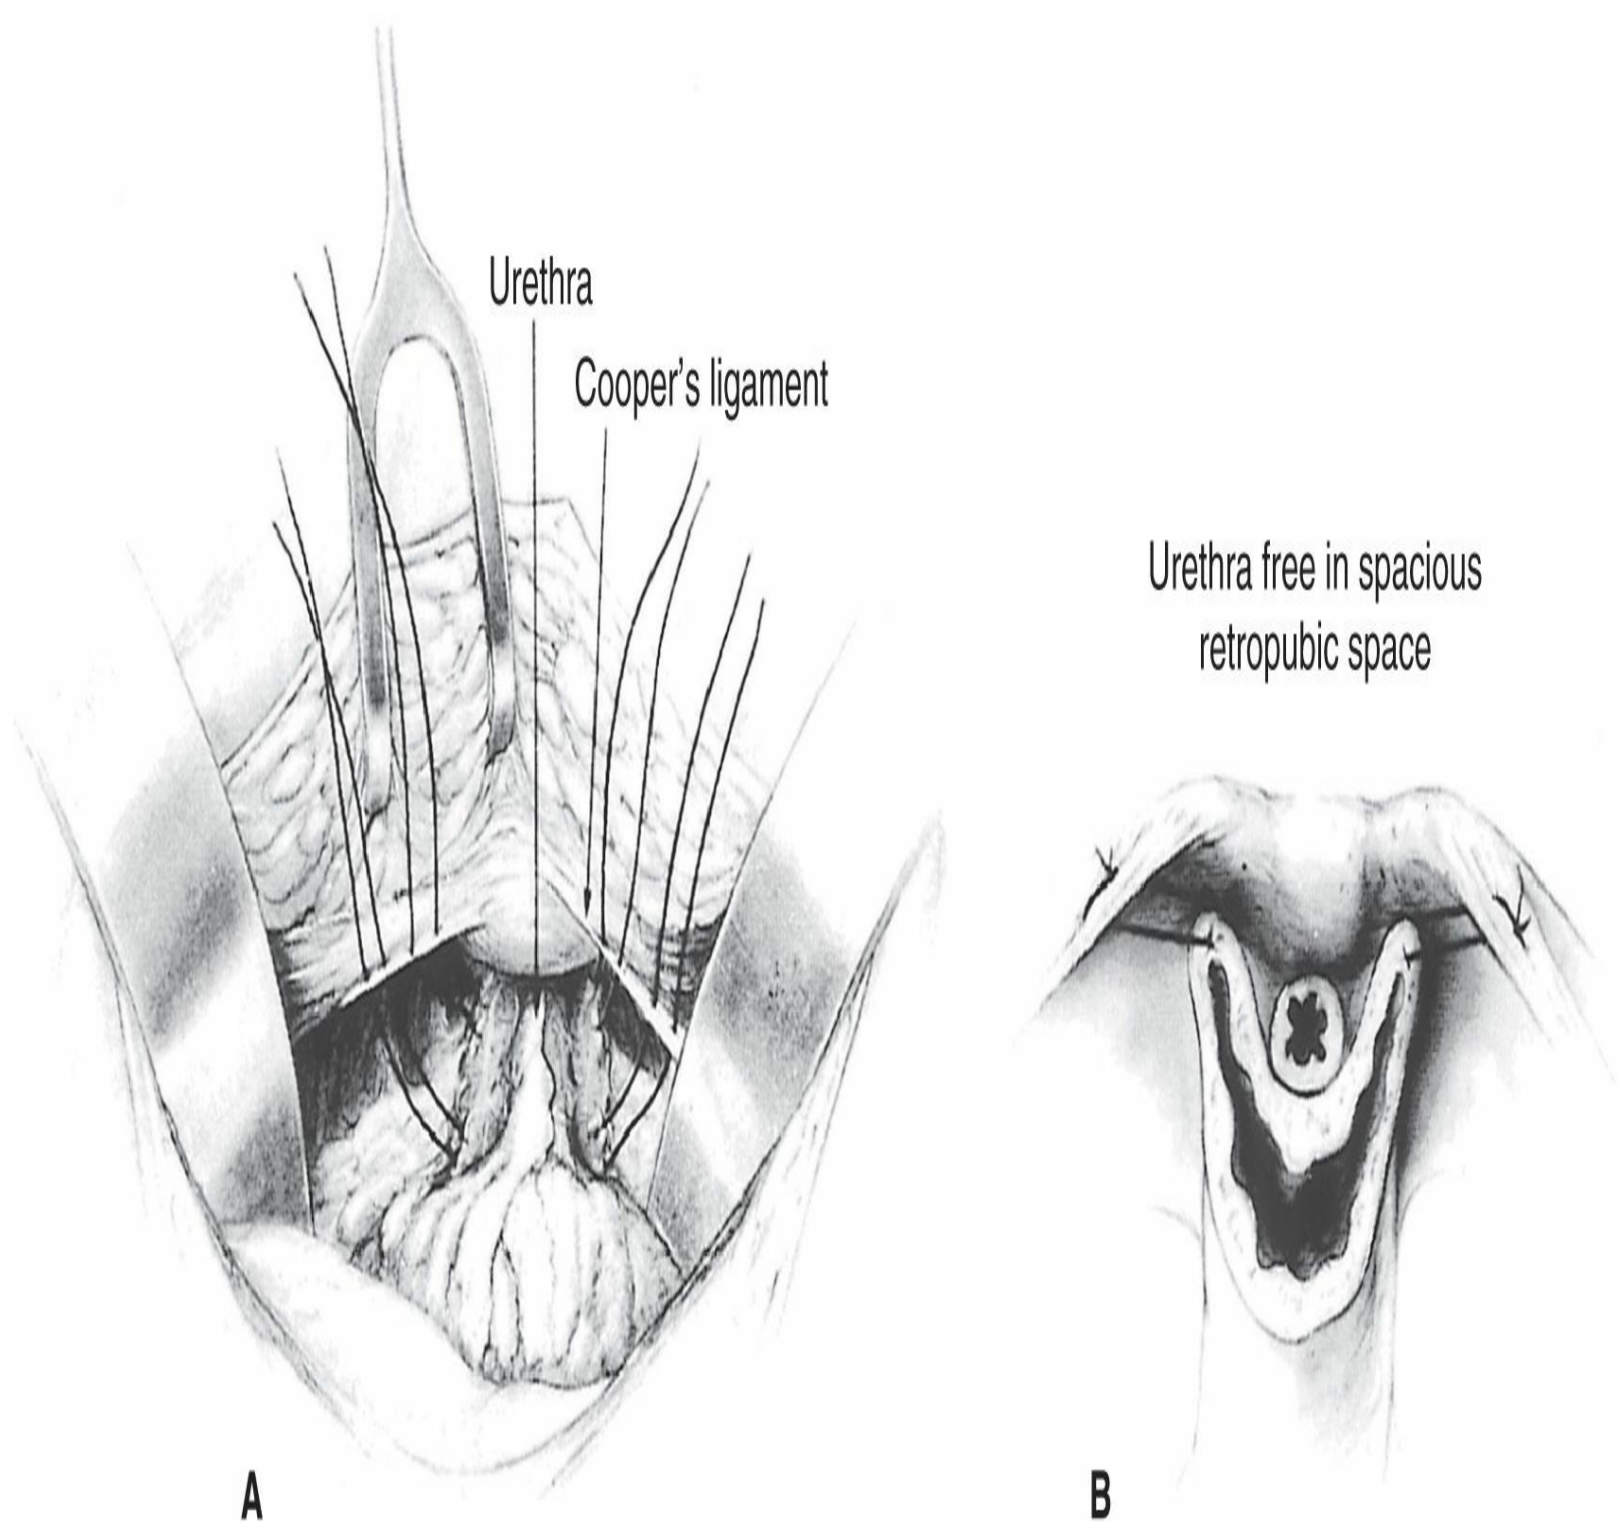 Urethra
Cooper's ligament
Urethra free in spacious
retropubic space
A
B